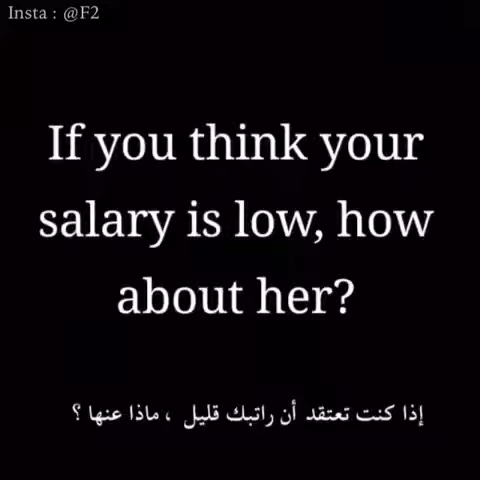 Insta : @F2
If you think your
salary is low, how
about her?
إذا كنت تعتقد أن راتبك قليل ، ماذا عنها ؟